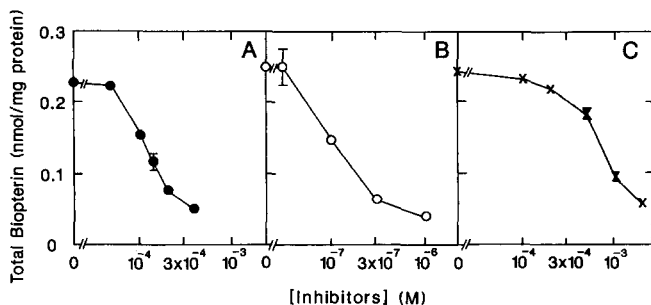 0.3
0.2
0.1
0
Total Biopterin (nmol/mg protein)
A
B
C
0 10⁻⁴ 3x10⁻⁴ 10⁻³
0 10⁻⁷ 3x10⁻⁷ 10⁻⁶
0 10⁻⁴ 3x10⁻⁴ 10⁻³
[Inhibitors] (M)